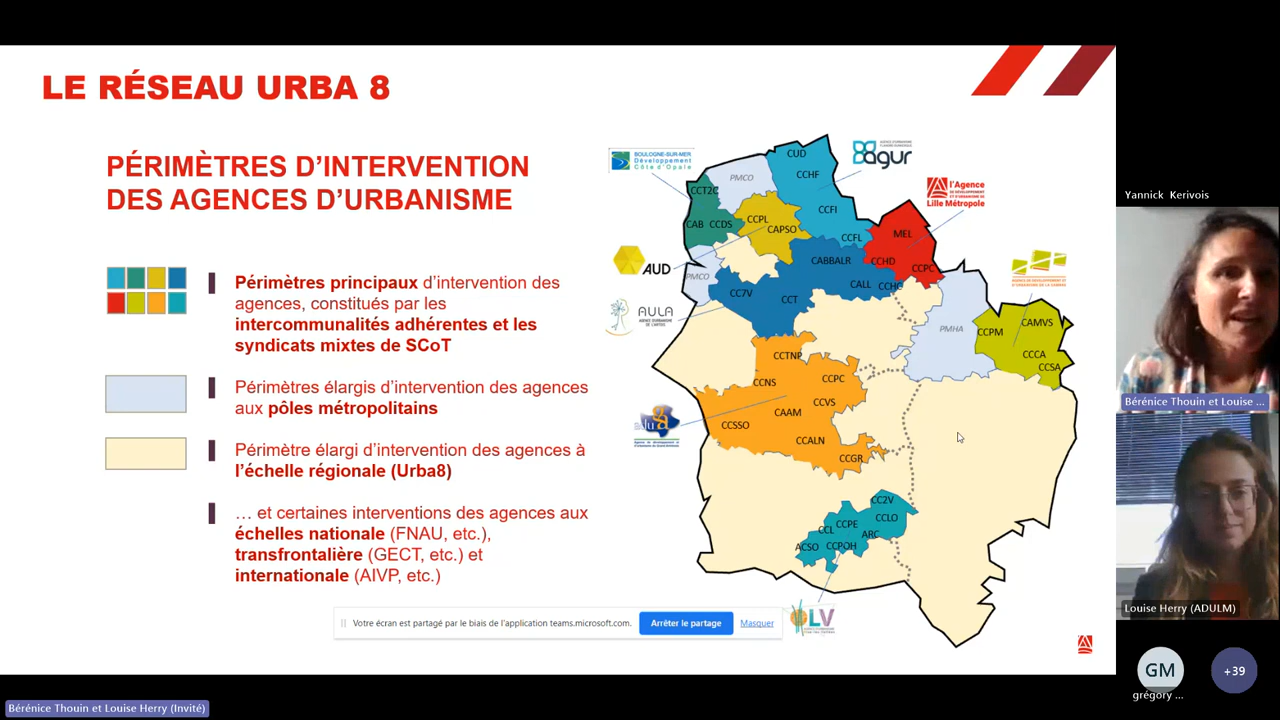 LE RÉSEAU URBA 8
PÉRIMÈTRES D'INTERVENTION
DES AGENCES D'URBANISME
Périmètres principaux d'intervention des
agences, constitués par les
intercommunalités adhérentes et les
syndicats mixtes de SCoT
Périmètres élargis d'intervention des agences
aux pôles métropolitains
Périmètre élargi d'intervention des agences à
l'échelle régionale (Urba8)
… et certaines interventions des agences aux
échelles nationale (FNAU, etc.),
transfrontalière (GECT, etc.) et
internationale (AIVP, etc.)
BOULOGNE-SUR-MER
Développement
Côte d'Opale
agur
l'Agence
DE DÉVELOPPEMENT
ET D'URBANISME DE
Lille Métropole
AUD
AULA
OLV
CUD
CCHF
PMCO
CCT2C
CCFI
CCPL
CAPSO
CAB
CCDS
CCFL
MEL
CABBALR
CCHD
CCPC
PMCO
CC7V
CCT
CALL
CCHC
PMHA
CCPM
CAMVS
CCCA
CCSA
CCTNP
CCNS
CCPC
CCVS
CAAM
CCSSO
CCALN
CCGR
CC2V
CCLO
CCPE
CCL
ARC
ACSO
CCPOH
Votre écran est partagé par le biais de l'application teams.microsoft.com.
Arrêter le partage
Masquer
Yannick Kerivois
Bérénice Thouin et Louise ...
Louise Herry (ADULM)
GM
grégory ...
+39
Bérénice Thouin et Louise Herry (Invité)